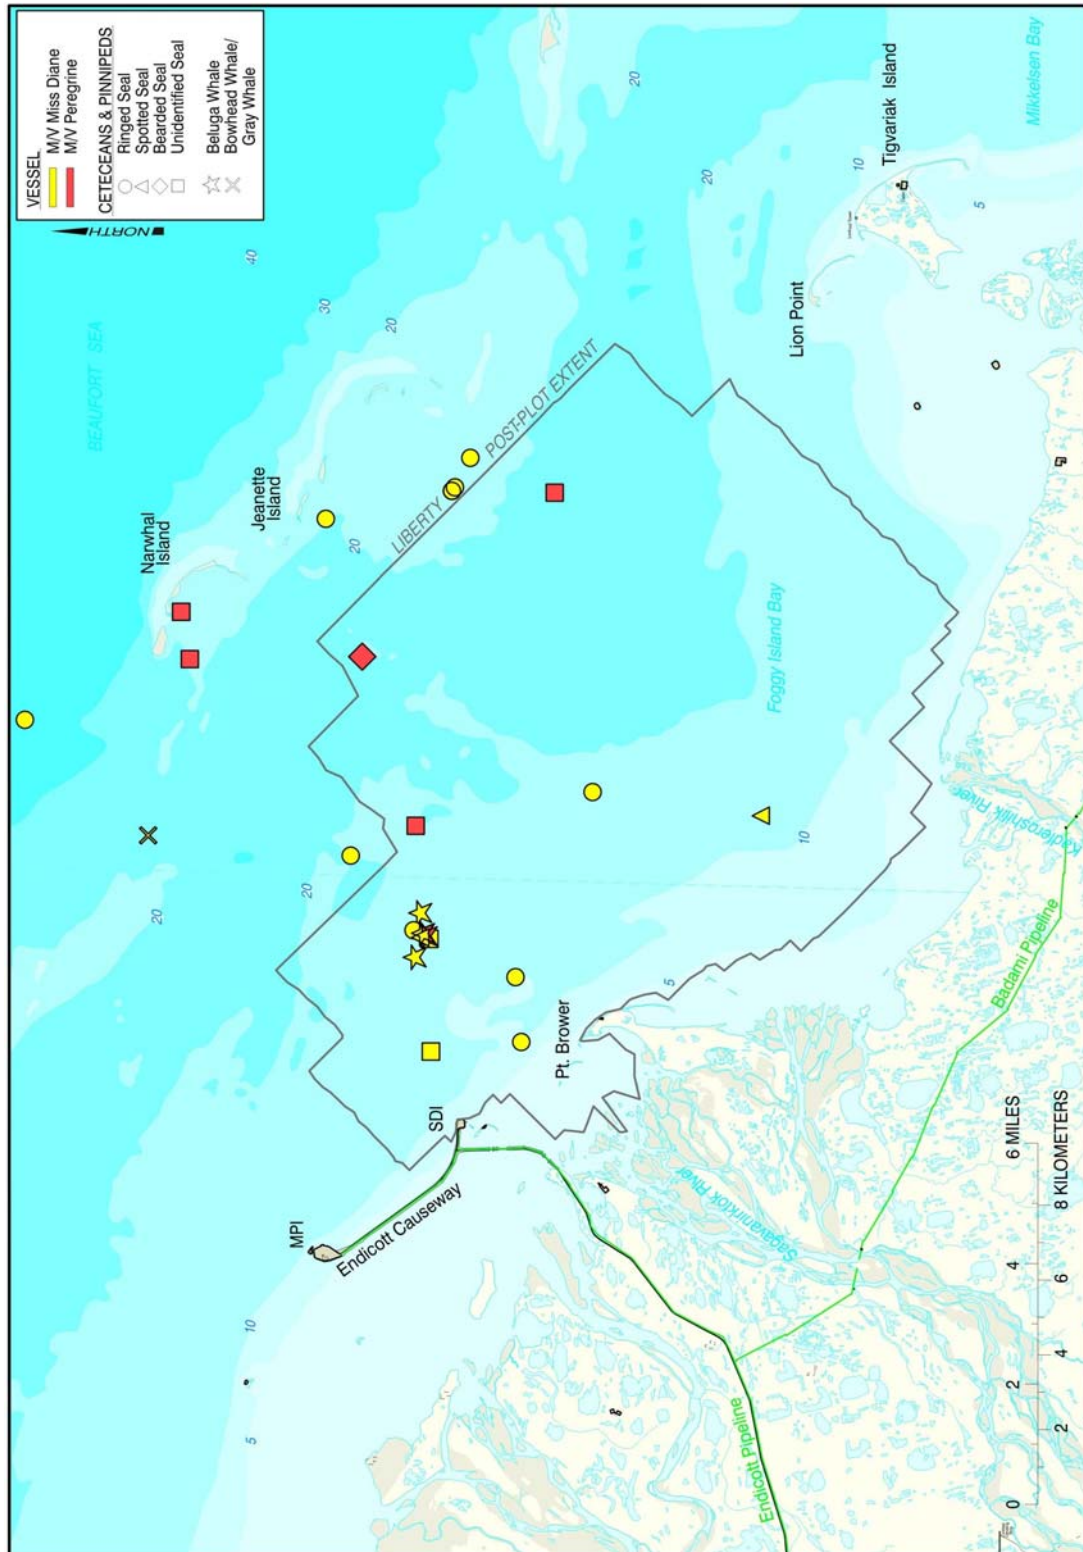 VESSEL
M/V Miss Diane
M/V Peregrine
CETECEANS & PINNIPEDS
Ringed Seal
Spotted Seal
Bearded Seal
Unidentified Seal
Beluga Whale
Bowhead Whale/
Gray Whale
NORTH
BEAUFORT SEA
40
30
20
20
20
10
5
Mikkelsen Bay
Tigvariak Island
Lion Point
Narwhal
Island
Jeanette
Island
20
LIBERTY POST-PLOT EXTENT
Foggy Island Bay
20
20
10
5
Kadleroshilik River
Badami Pipeline
Pt. Brower
SDI
MPI
Endicott Causeway
Sagavanirktok River
10
5
Endicott Pipeline
0 2 4 6 MILES
2 4 6 8 KILOMETERS